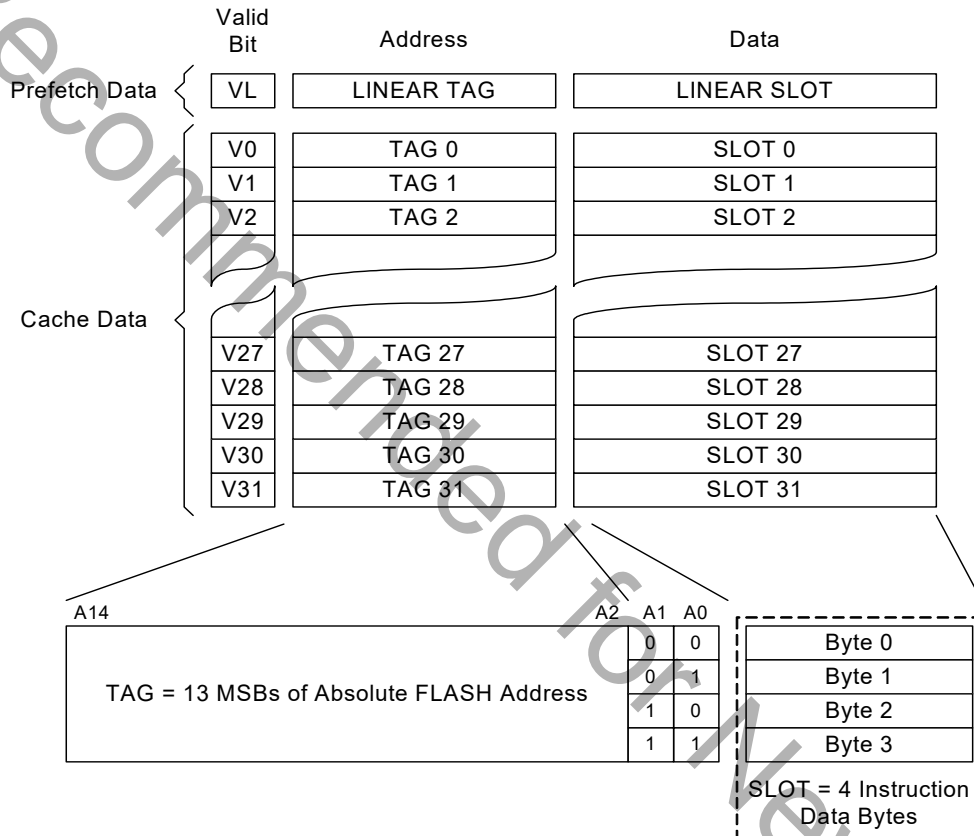 Valid
Bit
Address
Data
Prefetch Data
VL
LINEAR TAG
LINEAR SLOT
V0
TAG 0
SLOT 0
V1
TAG 1
SLOT 1
V2
TAG 2
SLOT 2
Cache Data
V27
TAG 27
SLOT 27
V28
TAG 28
SLOT 28
V29
TAG 29
SLOT 29
V30
TAG 30
SLOT 30
V31
TAG 31
SLOT 31
A14
A2
A1
A0
TAG = 13 MSBs of Absolute FLASH Address
0
0
Byte 0
0
1
Byte 1
1
0
Byte 2
1
1
Byte 3
SLOT = 4 Instruction
Data Bytes
ecommended for New